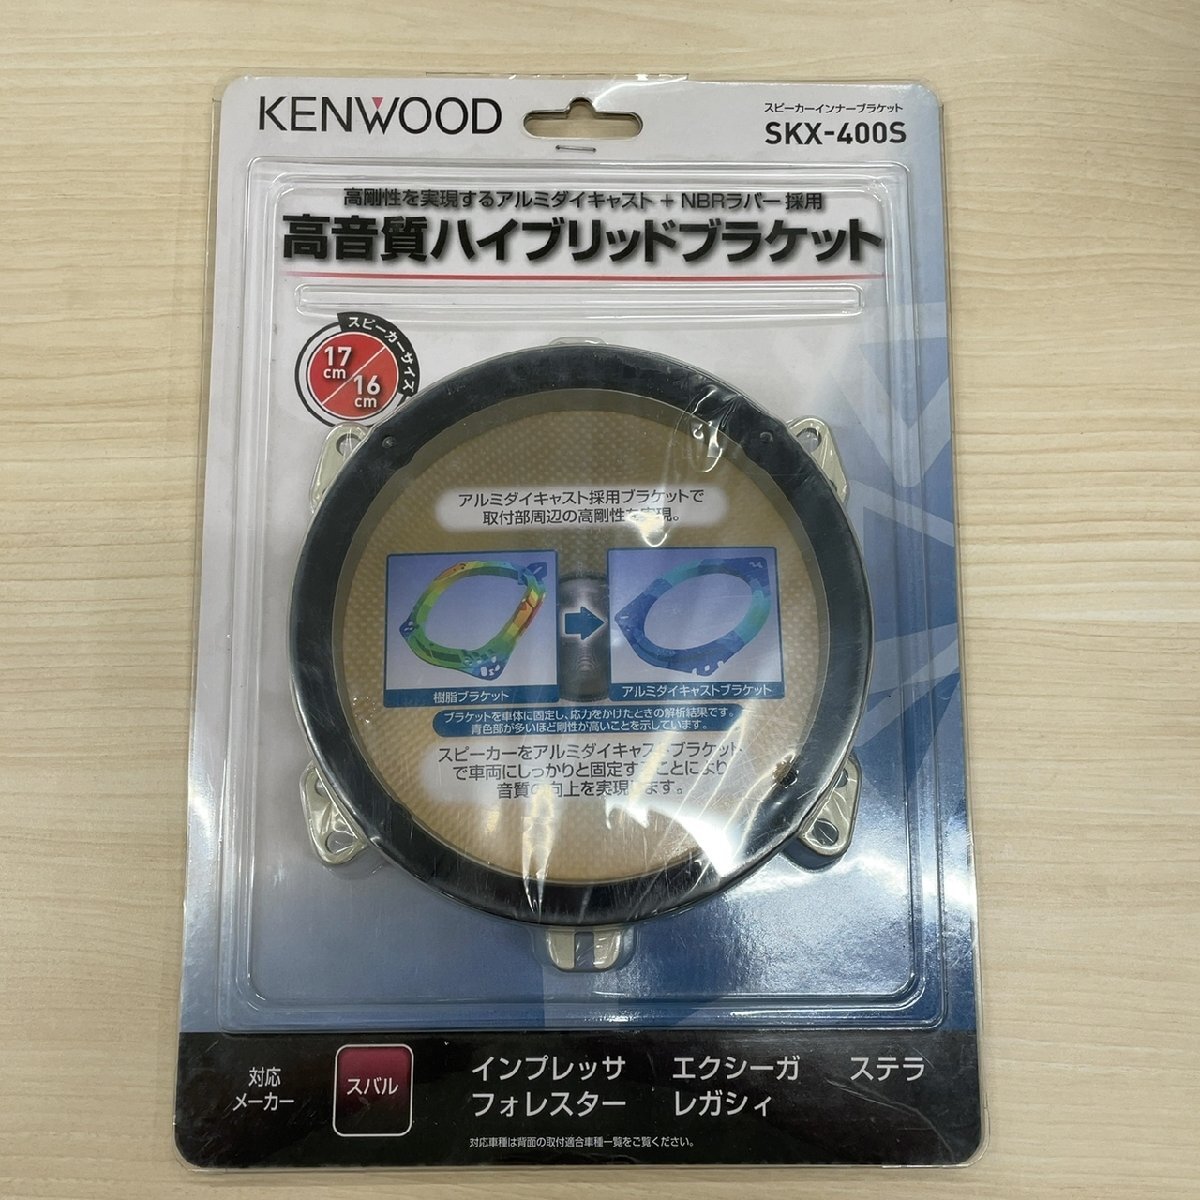 KENWOOD
スピーカーインナーブラケット
SKX-400S
高剛性を実現するアルミダイキャスト + NBRラバー 採用
高音質ハイブリッドブラケット
スピーカーサイズ
17cm
16cm
アルミダイキャスト採用ブラケットで
取付部周辺の高剛性を実現。
樹脂ブラケット
アルミダイキャストブラケット
ブラケットを車体に固定し、応力をかけたときの解析結果です。
青色部が多いほど剛性が高いことを示しています。
スピーカーをアルミダイキャストブラケット
で車両にしっかりと固定することにより
音質の向上を実現します。
対応
メーカー
スバル
インプレッサ エクシーガ ステラ
フォレスター レガシィ
対応車種は背面の取付適合車種一覧をご覧ください。